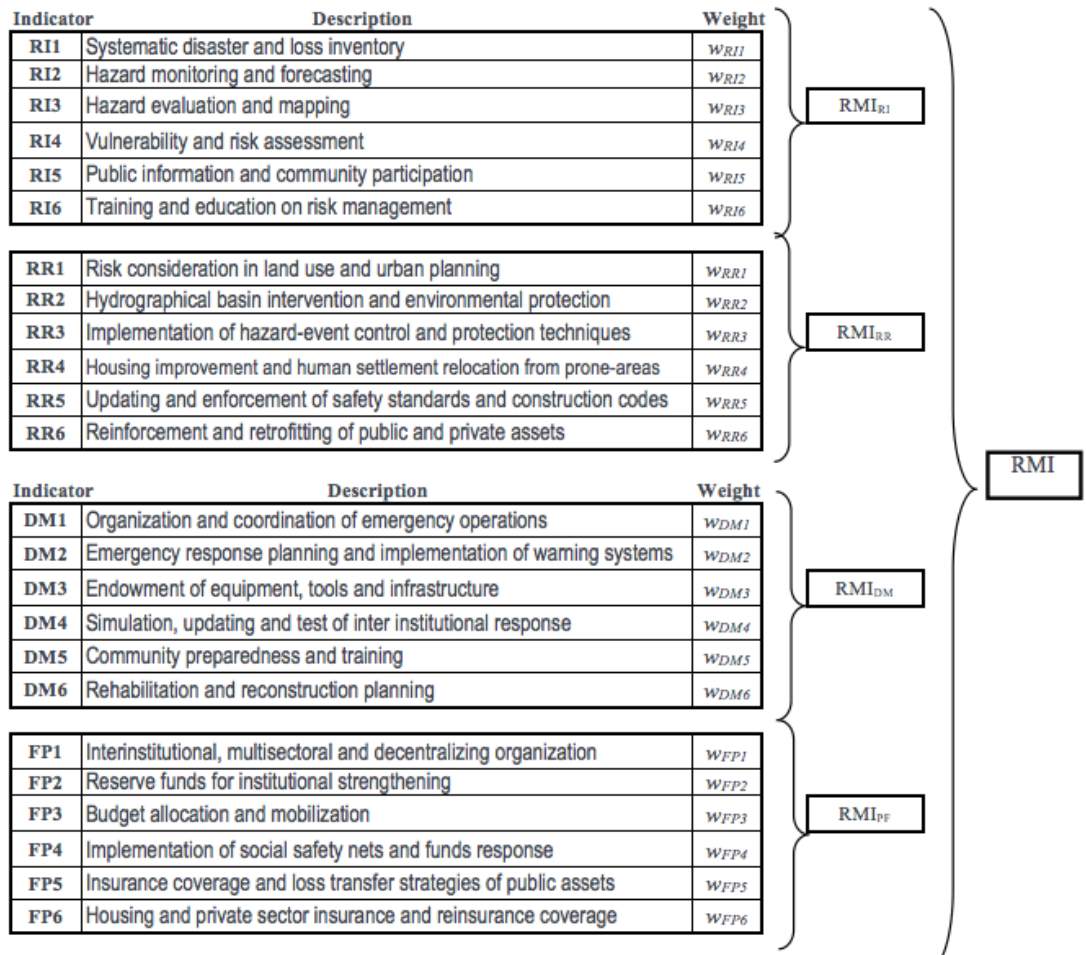 Indicator Description Weight
RI1 Systematic disaster and loss inventory wRI1
RI2 Hazard monitoring and forecasting wRI2
RI3 Hazard evaluation and mapping wRI3
RMIRI
RI4 Vulnerability and risk assessment wRI4
RI5 Public information and community participation wRI5
RI6 Training and education on risk management wRI6
RR1 Risk consideration in land use and urban planning wRR1
RR2 Hydrographical basin intervention and environmental protection wRR2
RR3 Implementation of hazard-event control and protection techniques wRR3
RMIRR
RR4 Housing improvement and human settlement relocation from prone-areas wRR4
RR5 Updating and enforcement of safety standards and construction codes wRR5
RR6 Reinforcement and retrofitting of public and private assets wRR6
RMI
Indicator Description Weight
DM1 Organization and coordination of emergency operations wDM1
DM2 Emergency response planning and implementation of warning systems wDM2
DM3 Endowment of equipment, tools and infrastructure wDM3
RMIDM
DM4 Simulation, updating and test of inter institutional response wDM4
DM5 Community preparedness and training wDM5
DM6 Rehabilitation and reconstruction planning wDM6
FP1 Interinstitutional, multisectoral and decentralizing organization wFP1
FP2 Reserve funds for institutional strengthening wFP2
FP3 Budget allocation and mobilization wFP3
RMIPF
FP4 Implementation of social safety nets and funds response wFP4
FP5 Insurance coverage and loss transfer strategies of public assets wFP5
FP6 Housing and private sector insurance and reinsurance coverage wFP6